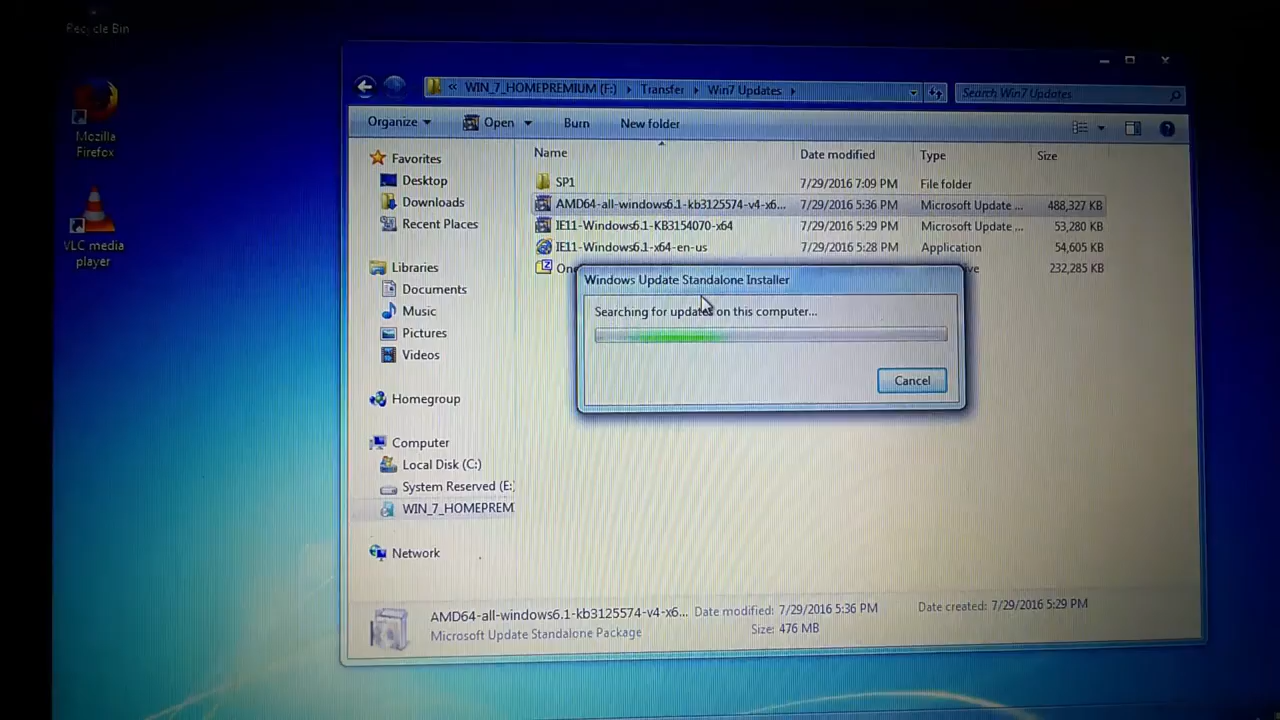 Recycle Bin
Mozilla
Firefox
VLC media
player
« WIN_7_HOMEPREMIUM (F:) Transfer Win7 Updates
Search Win7 Updates
Organize Open Burn New folder
Name Date modified Type Size
SP1 7/29/2016 7:09 PM File folder
AMD64-all-windows6.1-kb3125574-v4-x6... 7/29/2016 5:36 PM Microsoft Update ... 488,327 KB
IE11-Windows6.1-KB3154070-x64 7/29/2016 5:29 PM Microsoft Update ... 53,280 KB
IE11-Windows6.1-x64-en-us 7/29/2016 5:28 PM Application 54,605 KB
232,285 KB
Favorites
Desktop
Downloads
Recent Places
Libraries
Documents
Music
Pictures
Videos
Homegroup
Computer
Local Disk (C:)
System Reserved (E:
WIN_7_HOMEPREM
Network
Windows Update Standalone Installer
Searching for updates on this computer...
Cancel
AMD64-all-windows6.1-kb3125574-v4-x6... Date modified: 7/29/2016 5:36 PM Date created: 7/29/2016 5:29 PM
Microsoft Update Standalone Package Size: 476 MB